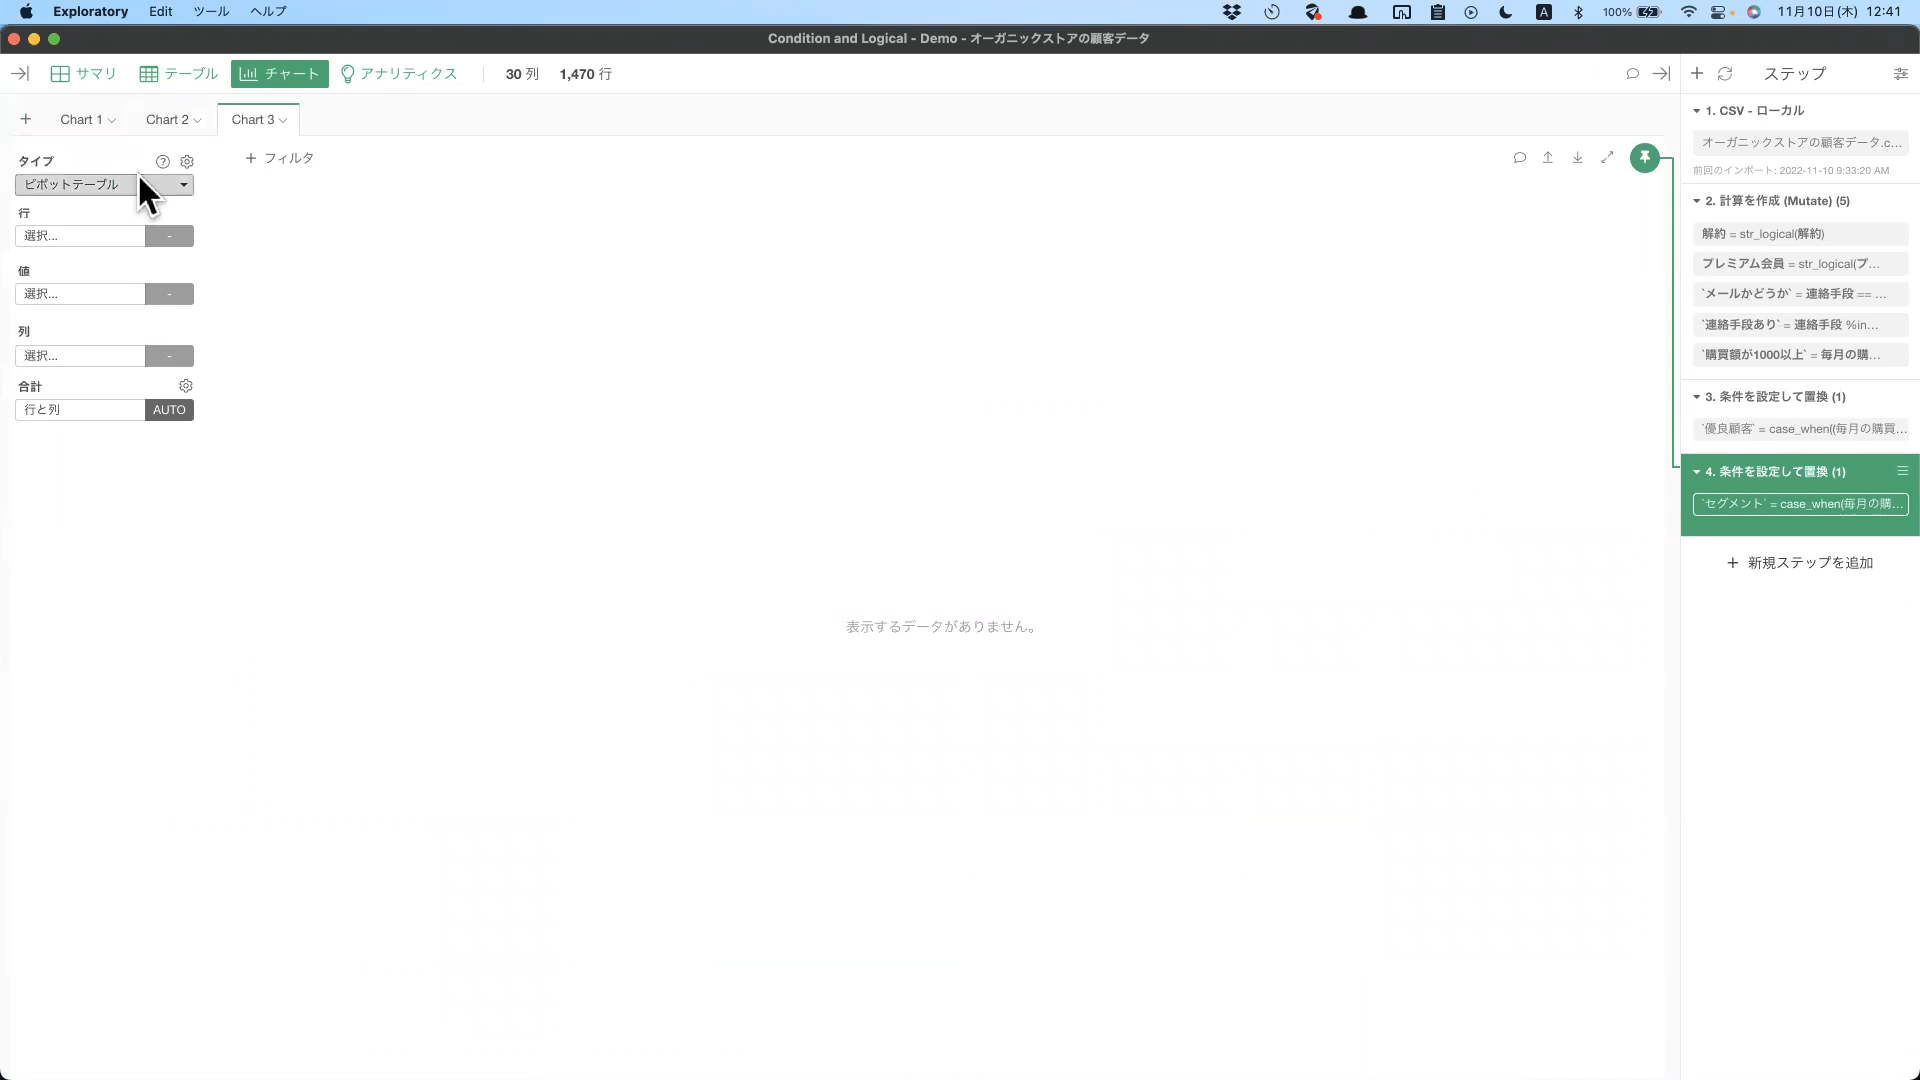 Exploratory Edit ツール ヘルプ A 100% 11月10日(木) 12:41
Condition and Logical - Demo - オーガニックストアの顧客データ
サマリ テーブル チャート アナリティクス 30 列 1,470 行 ステップ
Chart 1 Chart 2 Chart 3
タイプ
ピボットテーブル
行
選択... -
値
選択... -
列
選択... -
合計
行と列 AUTO
フィルタ
表示するデータがありません。
1. CSV - ローカル
オーガニックストアの顧客データ.c...
前回のインポート: 2022-11-10 9:33:20 AM
2. 計算を作成 (Mutate) (5)
解約 = str_logical(解約)
プレミアム会員 = str_logical(プ...
`メールかどうか` = 連絡手段 == ...
`連絡手段あり` = 連絡手段 %in...
`購買額が1000以上` = 毎月の購...
3. 条件を設定して置換 (1)
`優良顧客` = case_when((毎月の購買...
4. 条件を設定して置換 (1)
`セグメント` = case_when(毎月の購...
新規ステップを追加